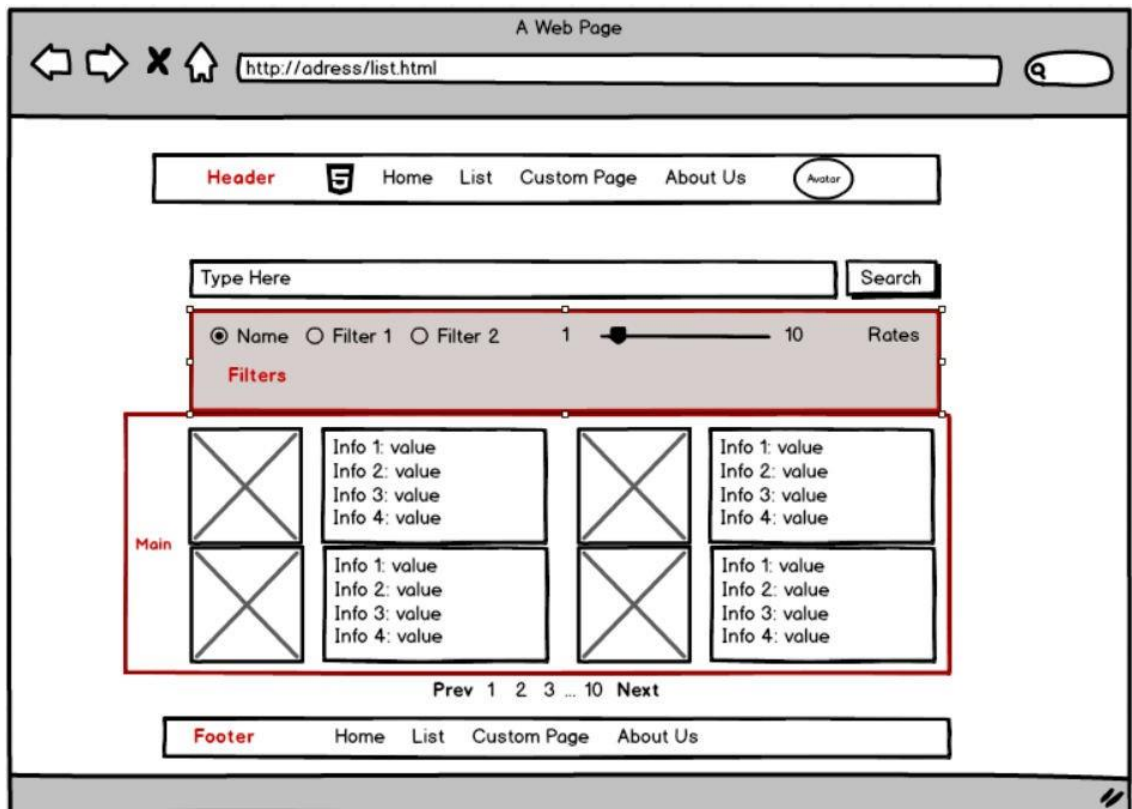 A Web Page
http://adress/list.html
Header 5 Home List Custom Page About Us Avatar
Type Here Search
Name Filter 1 Filter 2 1 10 Rates
Filters
Info 1: value Info 1: value
Info 2: value Info 2: value
Info 3: value Info 3: value
Info 4: value Info 4: value
Main
Info 1: value Info 1: value
Info 2: value Info 2: value
Info 3: value Info 3: value
Info 4: value Info 4: value
Prev 1 2 3 ... 10 Next
Footer Home List Custom Page About Us